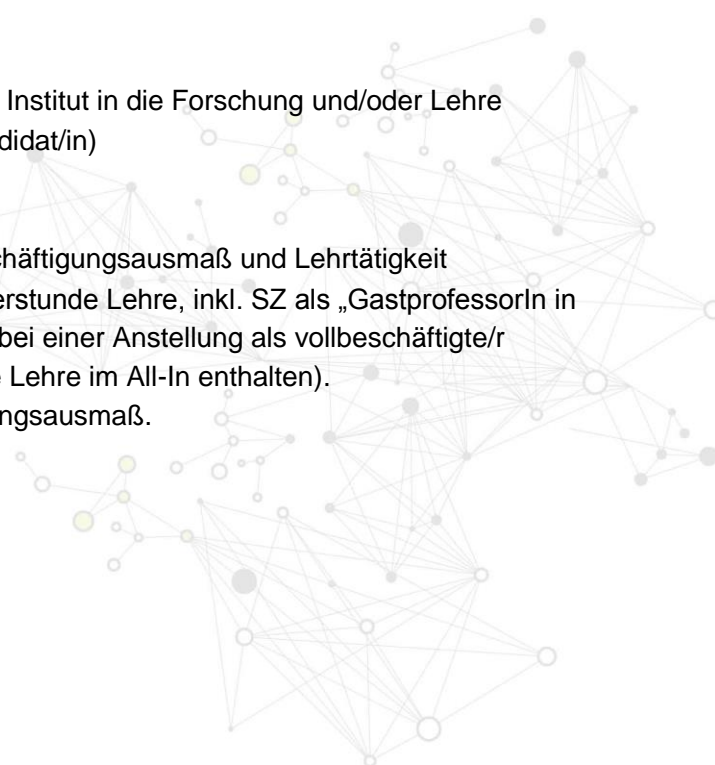 Institut in die Forschung und/oder Lehre
didat/in)
häftigungsausmaß und Lehrtätigkeit
erstunde Lehre, inkl. SZ als „GastprofessorIn in
bei einer Anstellung als vollbeschäftigte/r
Lehre im All-In enthalten).
ngsausmaß.